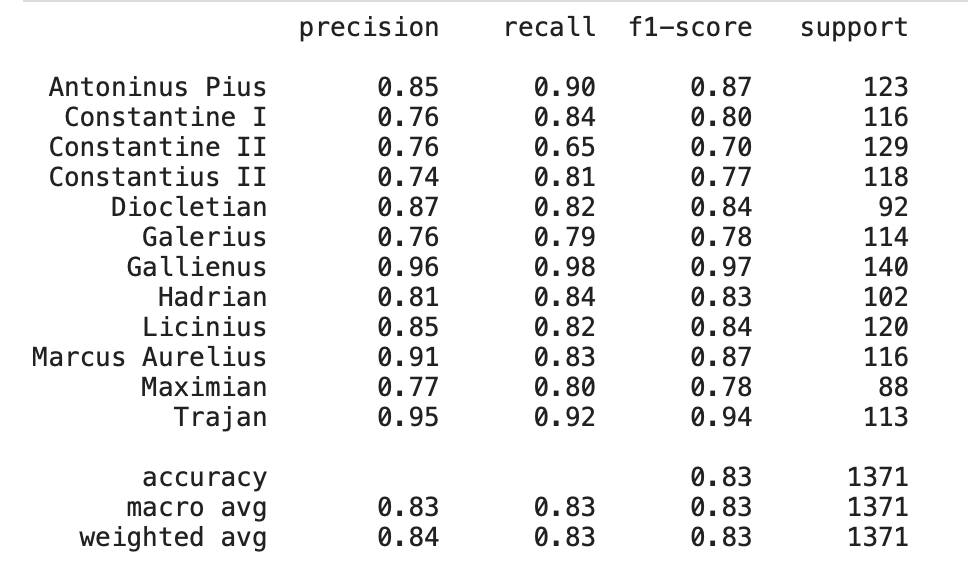 precision recall f1-score support
Antoninus Pius 0.85 0.90 0.87 123
Constantine I 0.76 0.84 0.80 116
Constantine II 0.76 0.65 0.70 129
Constantius II 0.74 0.81 0.77 118
Diocletian 0.87 0.82 0.84 92
Galerius 0.76 0.79 0.78 114
Gallienus 0.96 0.98 0.97 140
Hadrian 0.81 0.84 0.83 102
Licinius 0.85 0.82 0.84 120
Marcus Aurelius 0.91 0.83 0.87 116
Maximian 0.77 0.80 0.78 88
Trajan 0.95 0.92 0.94 113
accuracy 0.83 1371
macro avg 0.83 0.83 0.83 1371
weighted avg 0.84 0.83 0.83 1371